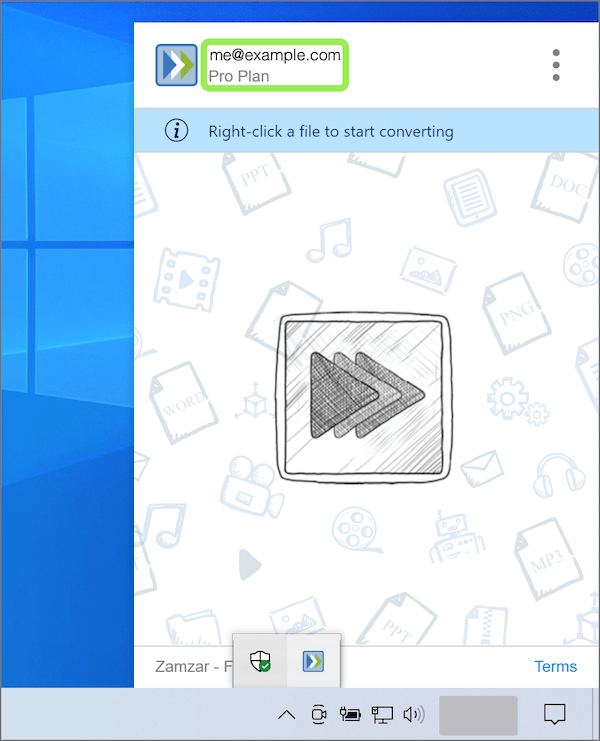 me@example.com
Pro Plan
Right-click a file to start converting
PPT
DOC
PNG
WORD
MP3
PPT
Zamzar - F
Terms